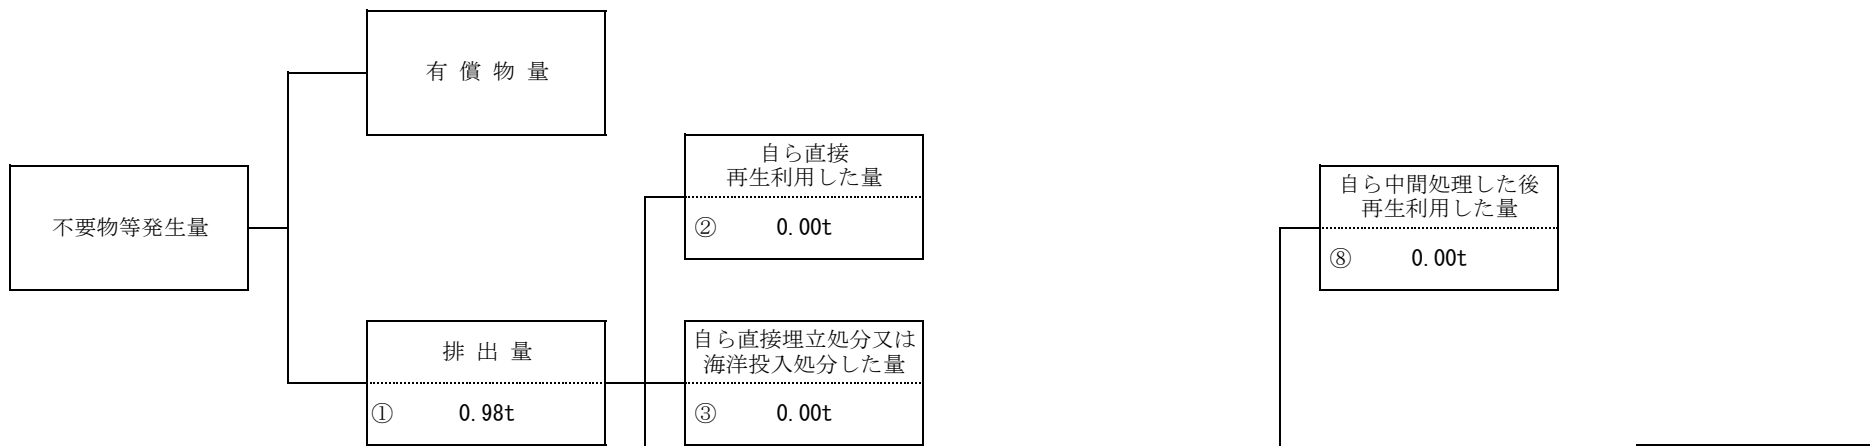 有 償 物 量
自ら直接
再生利用した量
② 0.00t
自ら中間処理した後
再生利用した量
⑧ 0.00t
不要物等発生量
排 出 量
① 0.98t
自ら直接埋立処分又は
海洋投入処分した量
③ 0.00t